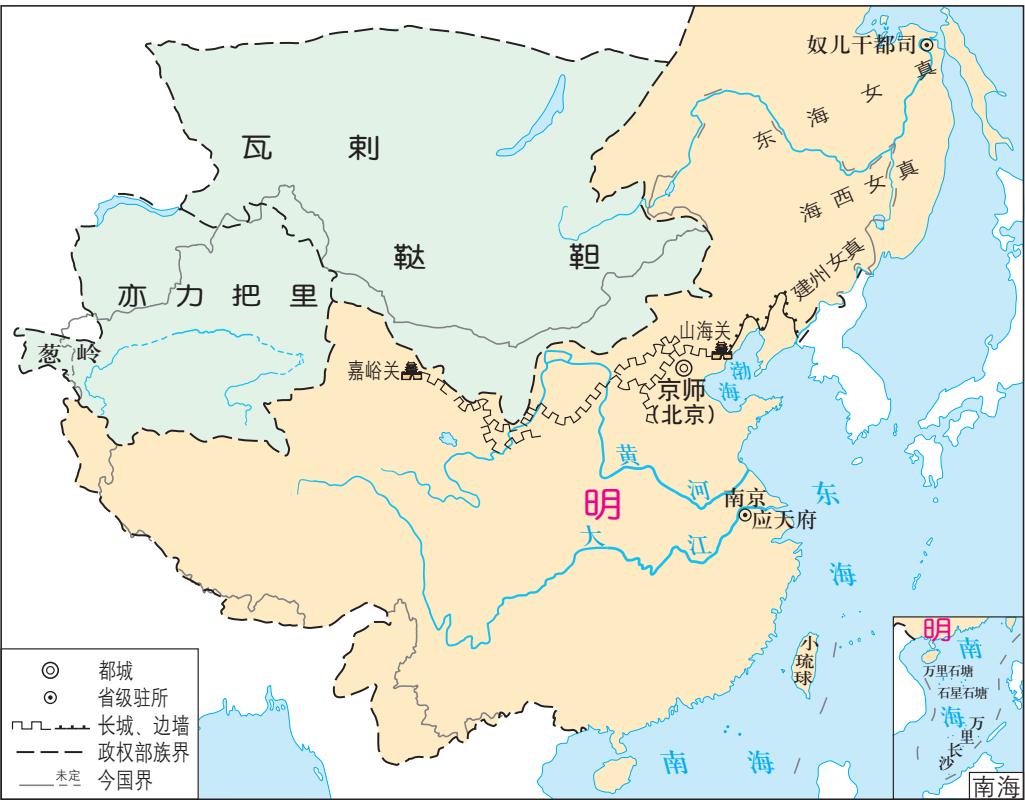 奴儿干都司
东海女真
瓦剌
海西女真
鞑靼
建州女真
亦力把里
山海关
葱岭
嘉峪关
渤海
京师
(北京)
黄河
明
南京
应天府
东海
大江
小琉球
明
南海
万里石塘
石星石塘
万里长沙
南海
南海
都城
省级驻所
长城、边墙
政权部族界
未定
今国界